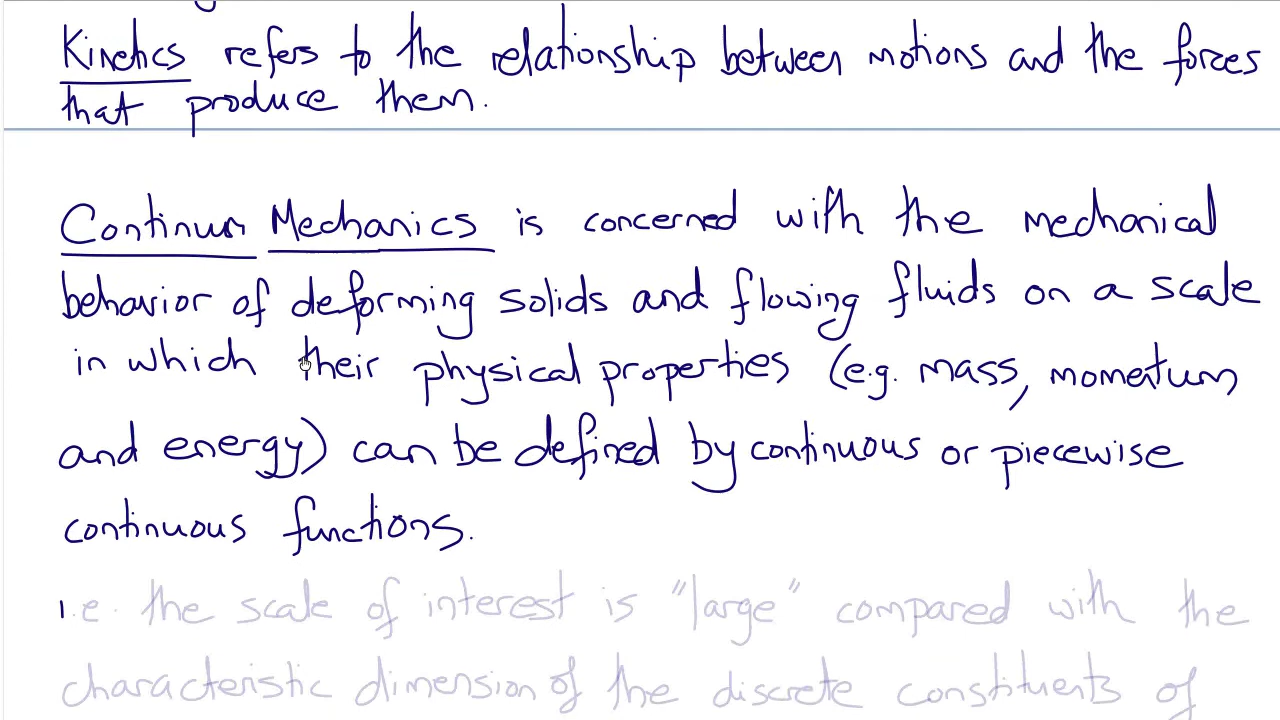 Kinetics refers to the relationship between motions and the forces
that produce them.
Continuum Mechanics is concerned with the mechanical
behavior of deforming solids and flowing fluids on a scale
in which their physical properties (e.g. mass, momentum
and energy) can be defined by continuous or piecewise
continuous functions.
i.e. the scale of interest is "large" compared with the
characteristic dimension of the discrete constituents of